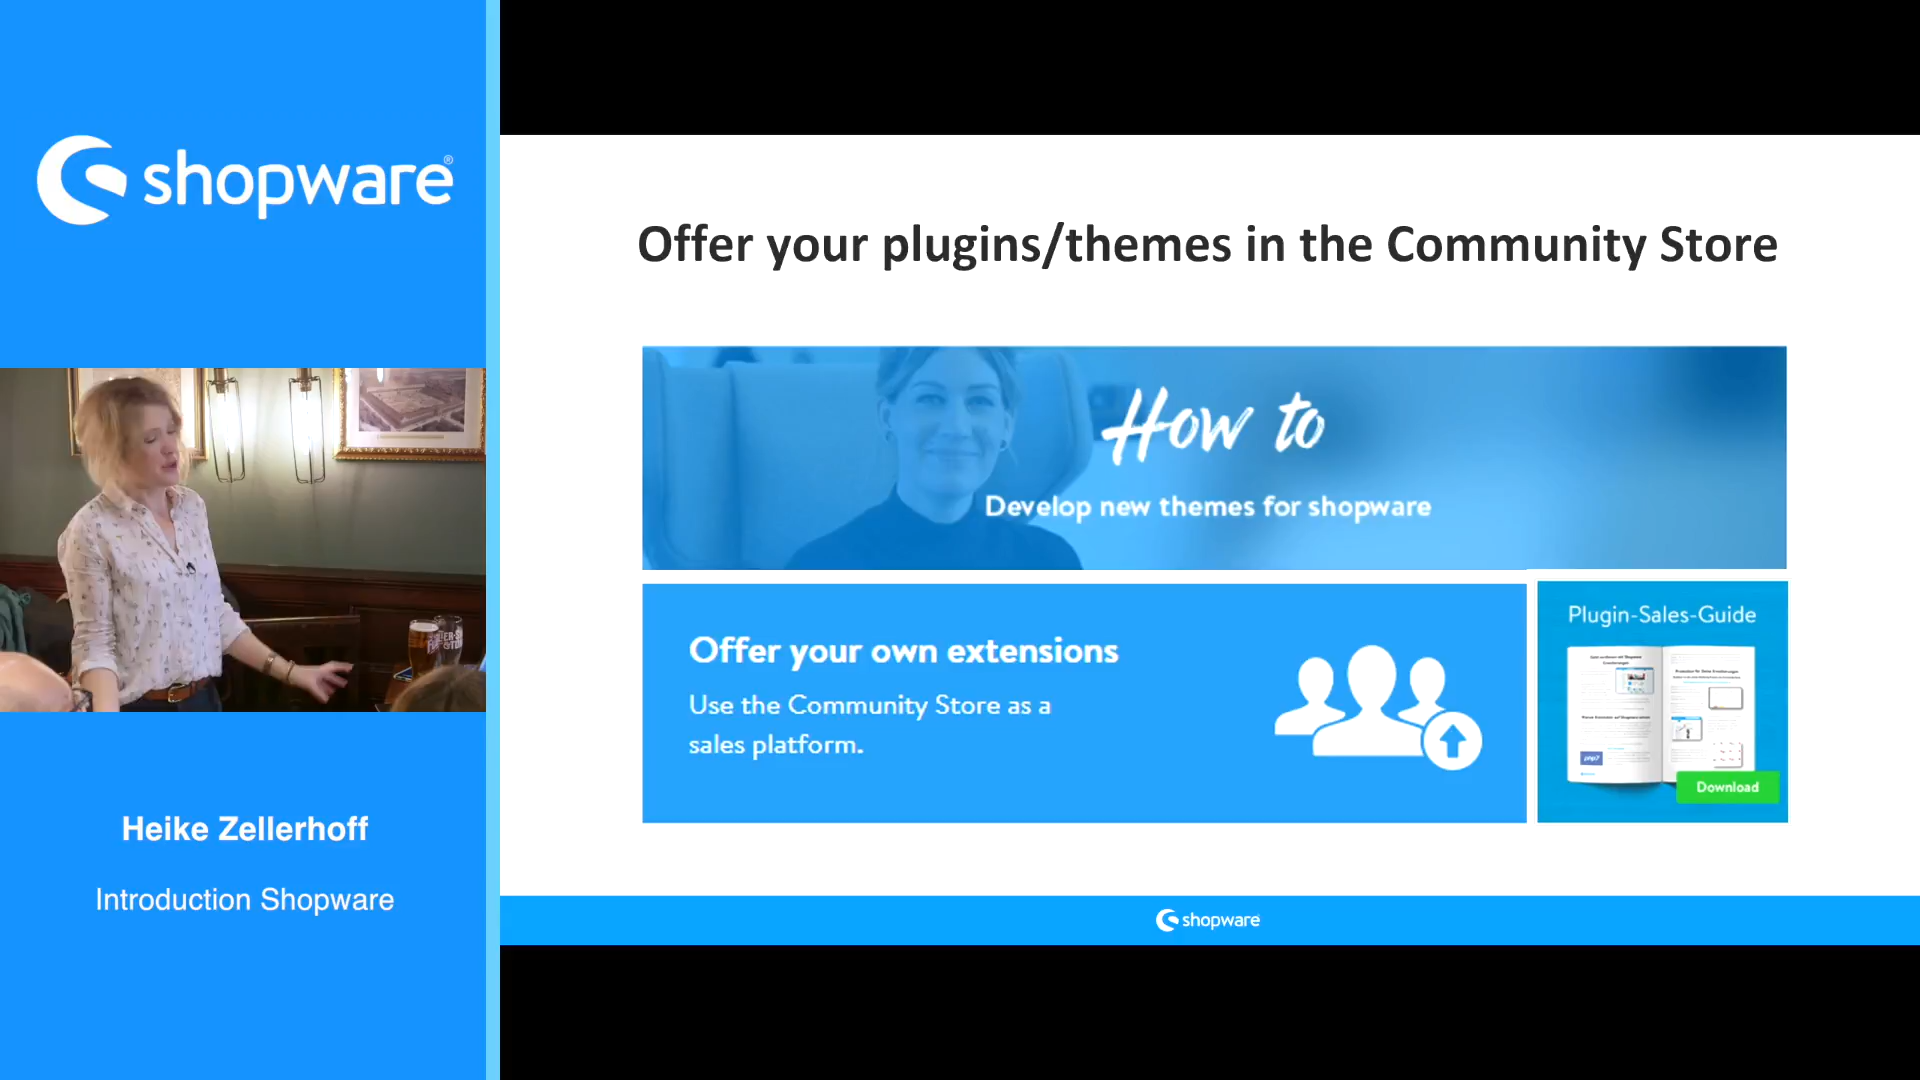 shopware®
Heike Zellerhoff
Introduction Shopware
Offer your plugins/themes in the Community Store
How to
Develop new themes for shopware
Offer your own extensions
Use the Community Store as a
sales platform.
Plugin-Sales-Guide
php7
Download
shopware